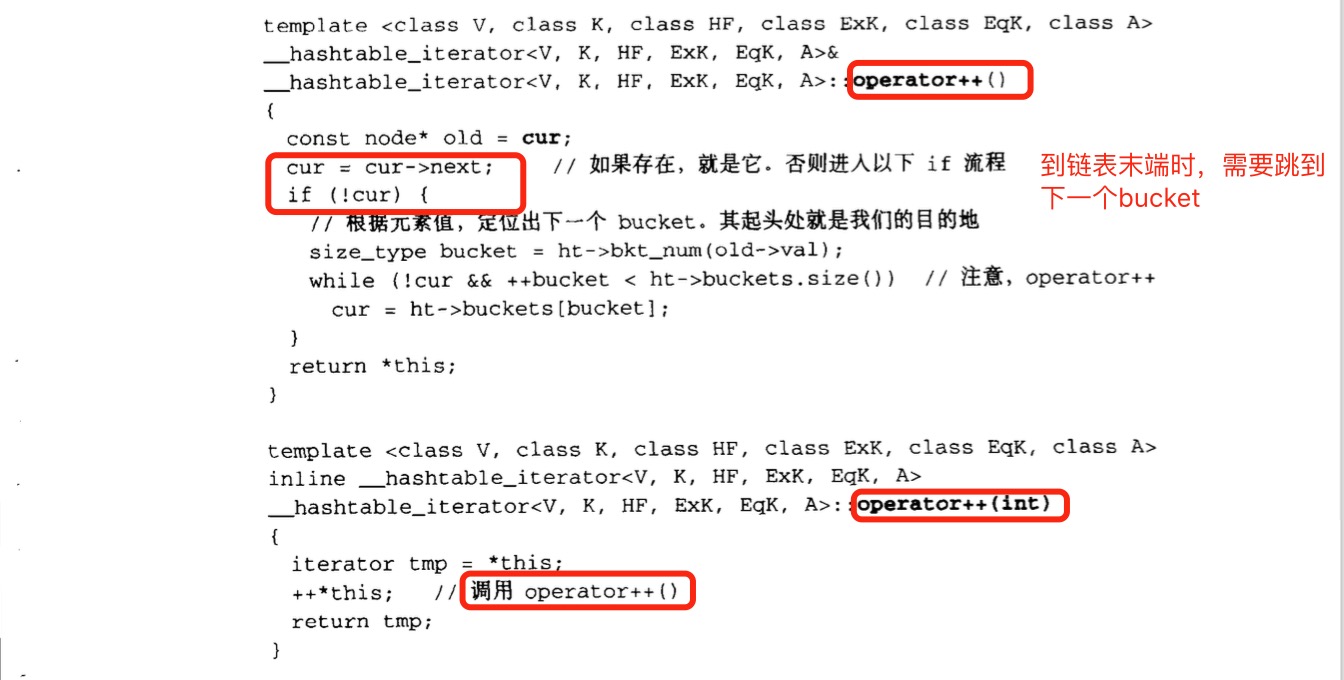 template <class V, class K, class HF, class ExK, class EqK, class A>
__hashtable_iterator<V, K, HF, ExK, EqK, A>&
__hashtable_iterator<V, K, HF, ExK, EqK, A>::operator++()
{
const node* old = cur;
cur = cur->next; // 如果存在，就是它。否则进入以下 if 流程
if (!cur) {
到链表末端时，需要跳到
下一个bucket
// 根据元素值，定位出下一个 bucket。其起头处就是我们的目的地
size_type bucket = ht->bkt_num(old->val);
while (!cur && ++bucket < ht->buckets.size()) // 注意，operator++
cur = ht->buckets[bucket];
}
return *this;
}
template <class V, class K, class HF, class ExK, class EqK, class A>
inline __hashtable_iterator<V, K, HF, ExK, EqK, A>
__hashtable_iterator<V, K, HF, ExK, EqK, A>::operator++(int)
{
iterator tmp = *this;
++*this; // 调用 operator++()
return tmp;
}